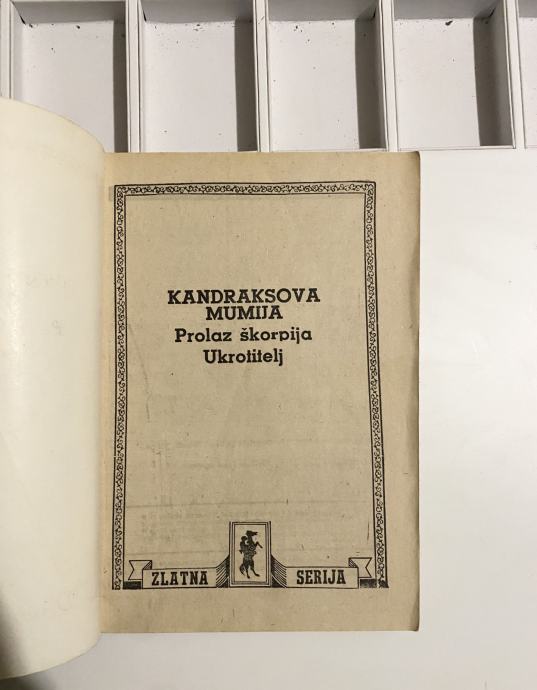 KANDRAKSOVA
MUMIJA
Prolaz škorpija
Ukrotitelj
ZLATNA SERIJA